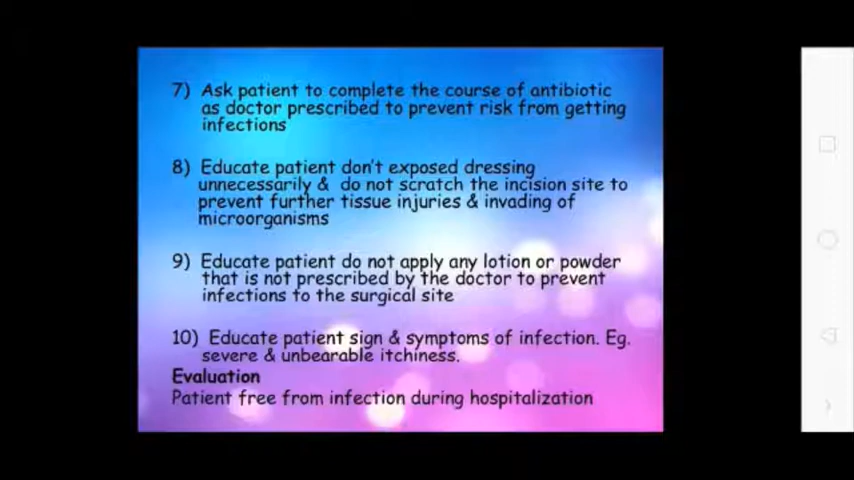 7) Ask patient to complete the course of antibiotic
as doctor prescribed to prevent risk from getting
infections
8) Educate patient don't exposed dressing
unnecessarily & do not scratch the incision site to
prevent further tissue injuries & invading of
microorganisms
9) Educate patient do not apply any lotion or powder
that is not prescribed by the doctor to prevent
infections to the surgical site
10) Educate patient sign & symptoms of infection. Eg.
severe & unbearable itchiness.
Evaluation
Patient free from infection during hospitalization